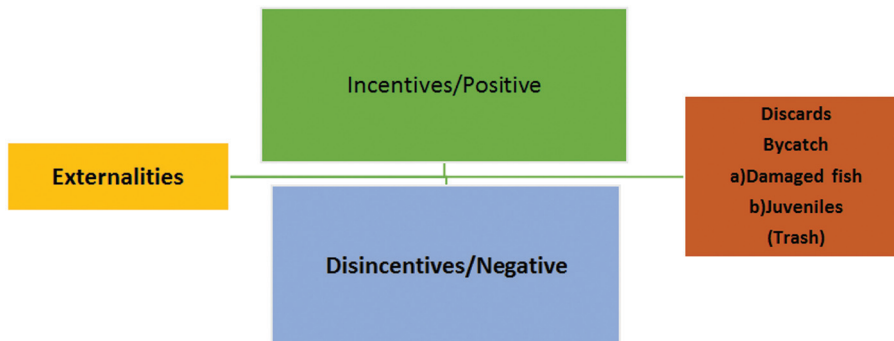 Incentives/Positive
Externalities
Disincentives/Negative
Discards
Bycatch
a)Damaged fish
b)Juveniles
(Trash)